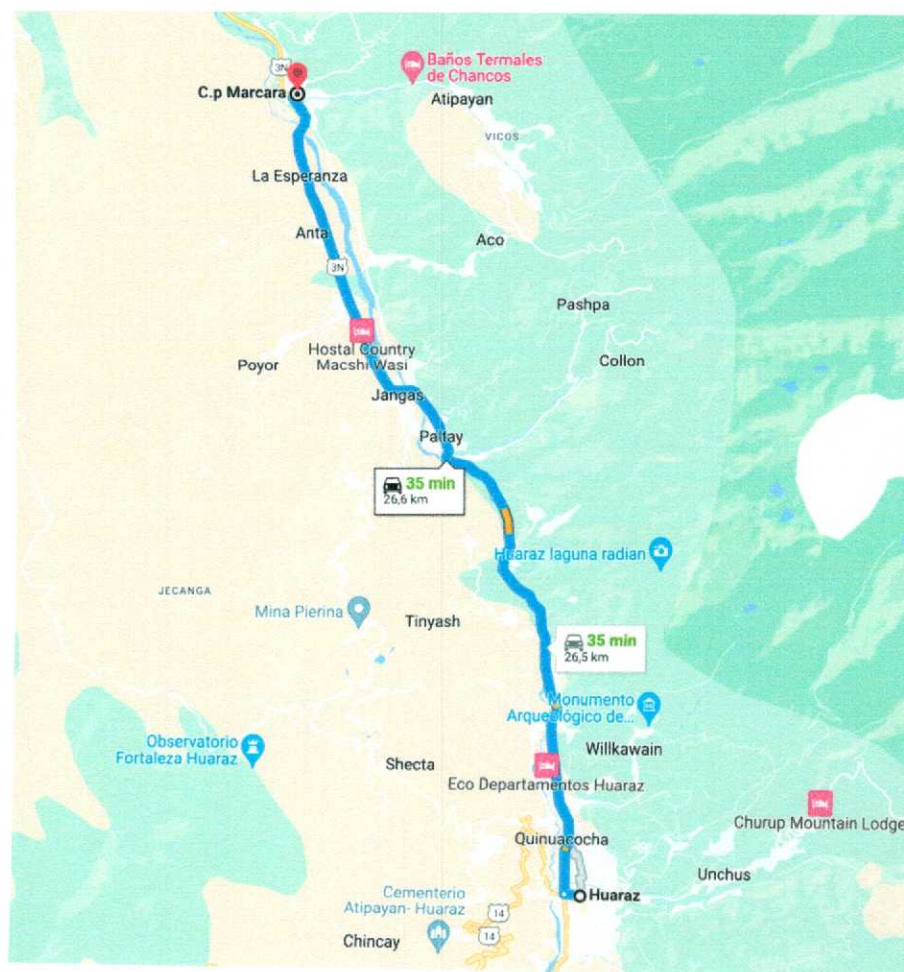 Baños Termales
de Chancos
3N
C.p Marcara
Atipayan
VICOS
La Esperanza
Anta
Aco
3N
Pashpa
Hostal Country
Macshi Wasi
Poyor
Collon
Jangas
Paltay
35 min
26,6 km
Huaraz laguna radian
JECANGA
Mina Pierina
Tinyash
35 min
26,5 km
Monumento
Arqueológico de...
Observatorio
Fortaleza Huaraz
Willkawain
Shecta
Eco Departamentos Huaraz
Churup Mountain Lodge
Quinuacocha
Unchus
Huaraz
Cementerio
Atipayan- Huaraz
14
14
Chincay